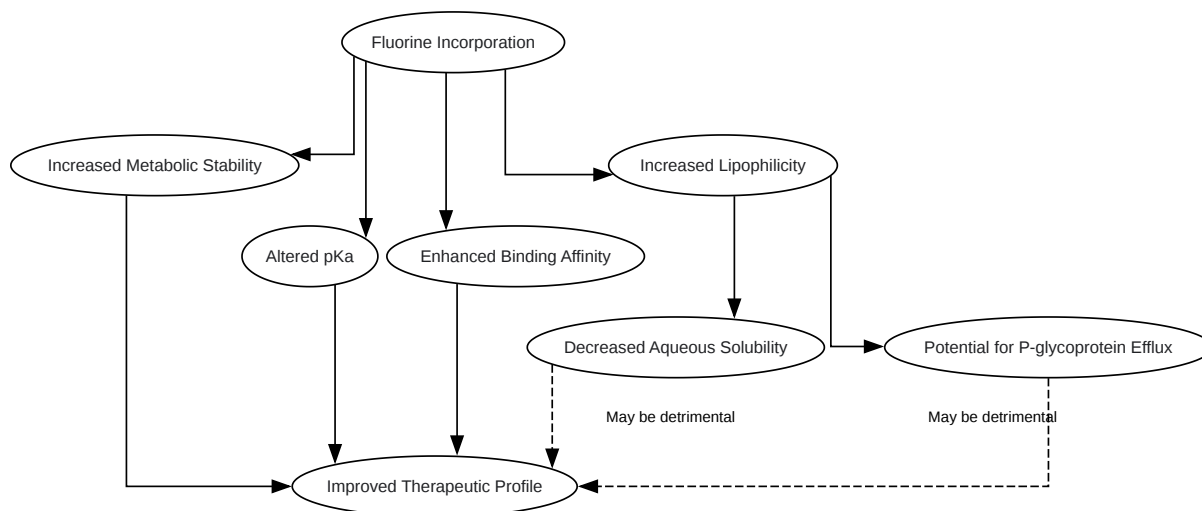 Fluorine Incorporation
Increased Metabolic Stability
Increased Lipophilicity
Altered pKa
Enhanced Binding Affinity
Decreased Aqueous Solubility
Potential for P-glycoprotein Efflux
May be detrimental
May be detrimental
Improved Therapeutic Profile